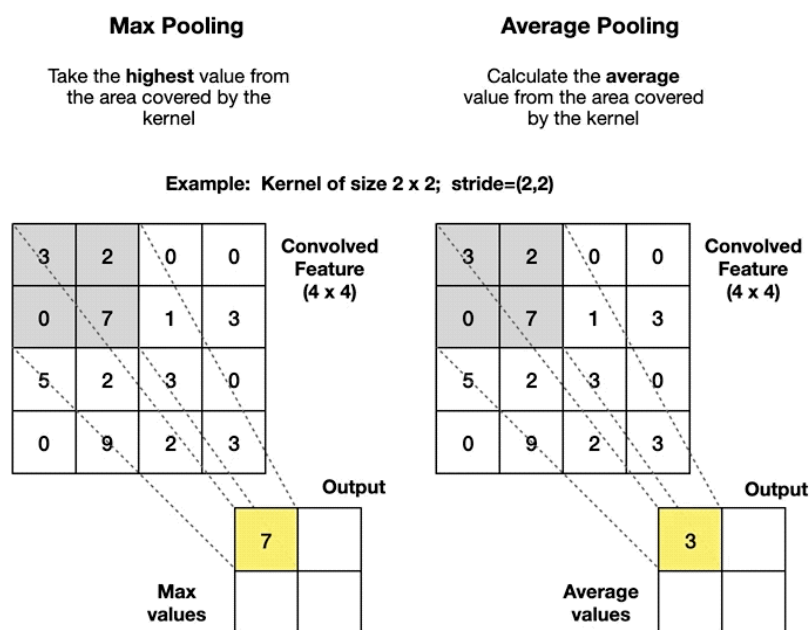 Max Pooling
Take the highest value from
the area covered by the
kernel
Average Pooling
Calculate the average
value from the area covered
by the kernel
Example: Kernel of size 2 x 2; stride=(2,2)
3 2 0 0
0 7 1 3
5 2 3 0
0 9 2 3
Convolved
Feature
(4 x 4)
Output
7
Max
values
3 2 0 0
0 7 1 3
5 2 3 0
0 9 2 3
Convolved
Feature
(4 x 4)
Output
3
Average
values